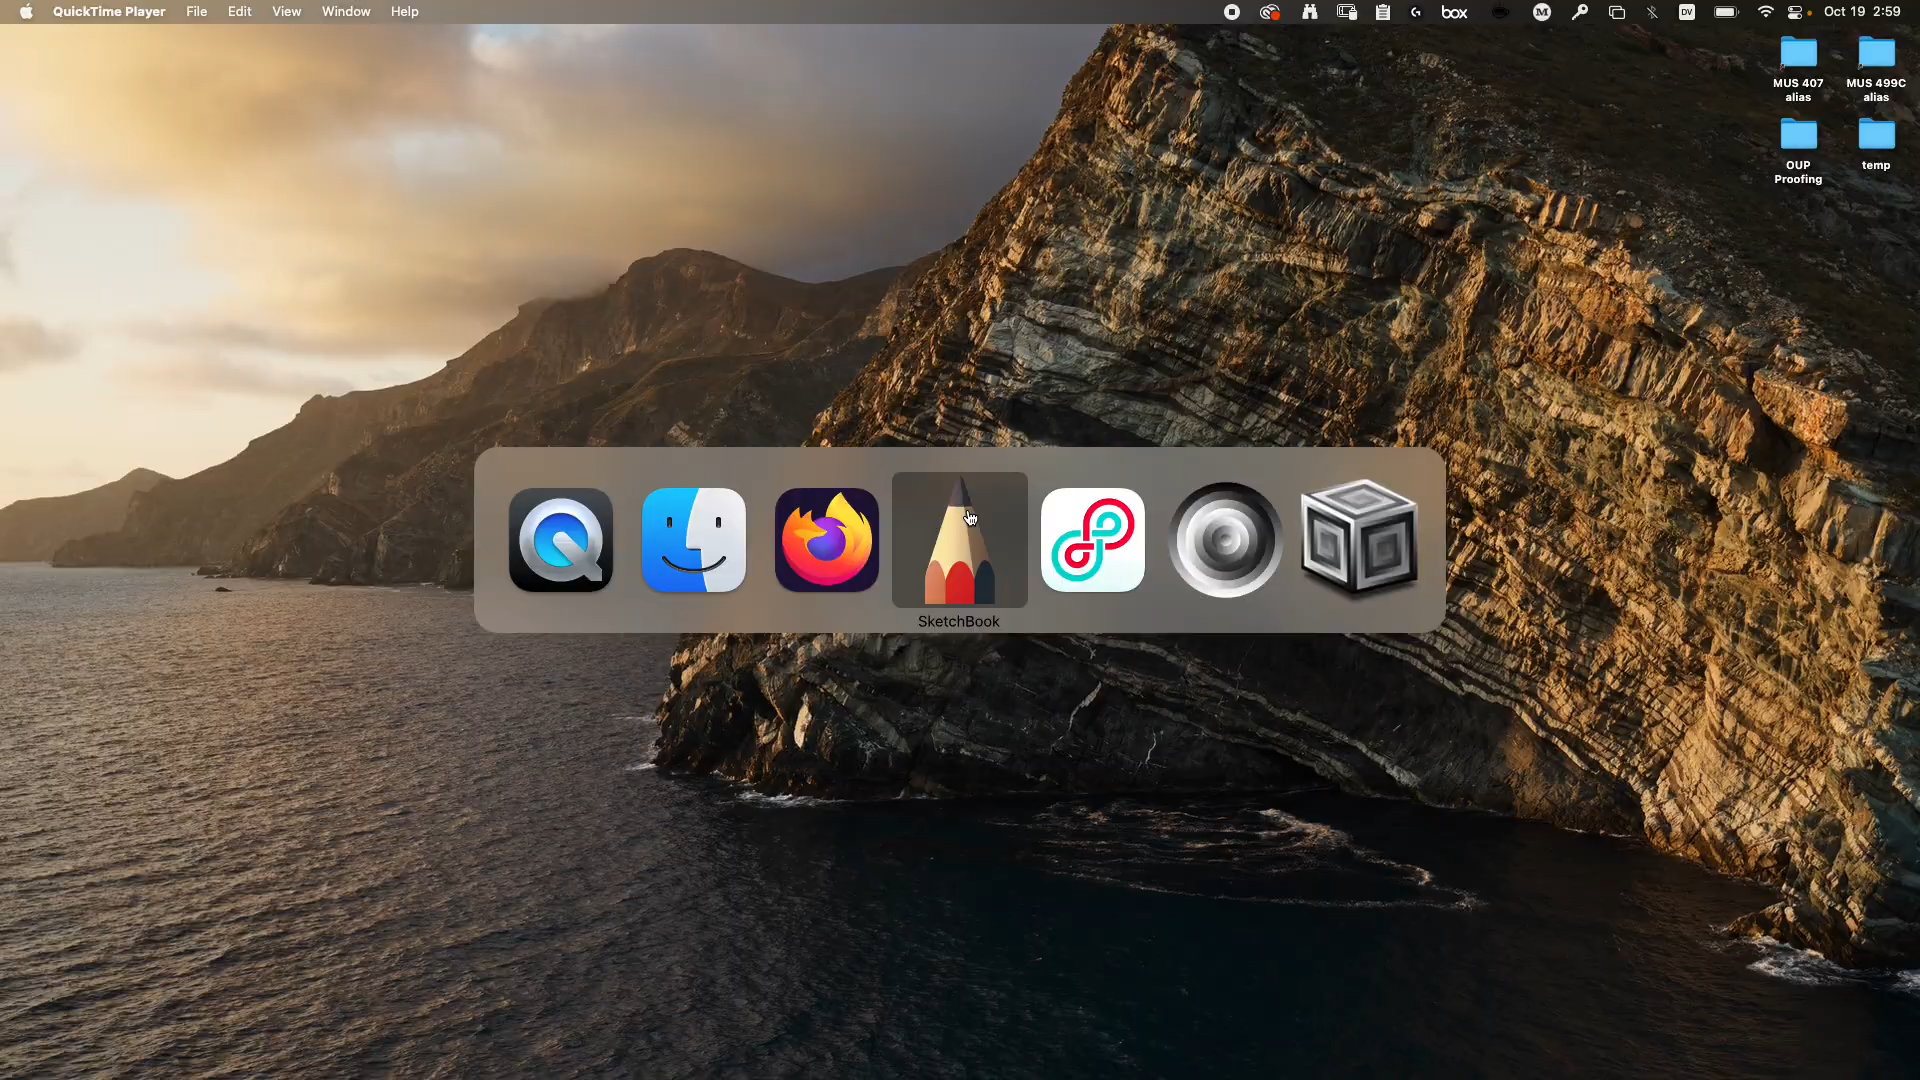 QuickTime Player File Edit View Window Help box M DV Oct 19 2:59
MUS 407
alias
MUS 499C
alias
OUP
Proofing
temp
SketchBook